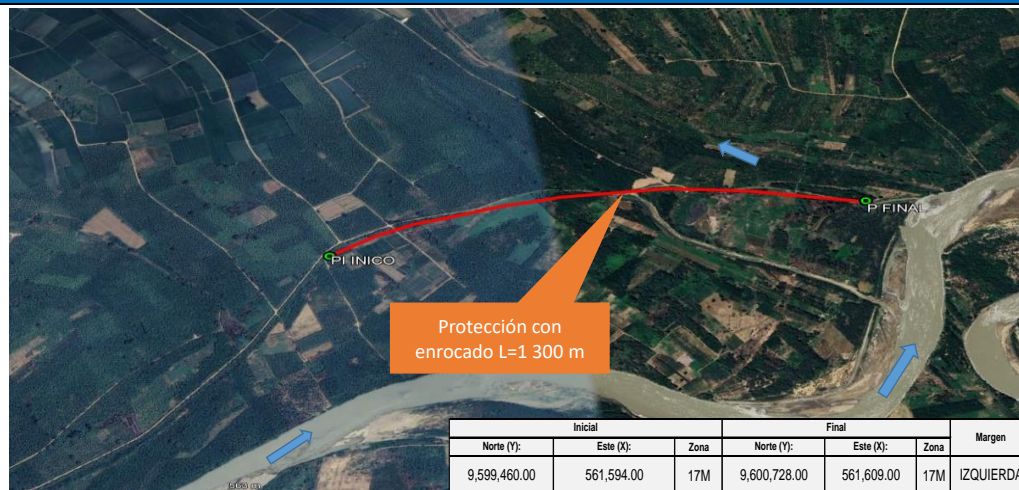 PI INICO
P FINAL
Protección con
enrocado L=1 300 m
Inicial Final Margen
Norte (Y): Este (X): Zona Norte (Y): Este (X): Zona
9,599,460.00 561,594.00 17M 9,600,728.00 561,609.00 17M IZQUIERDA